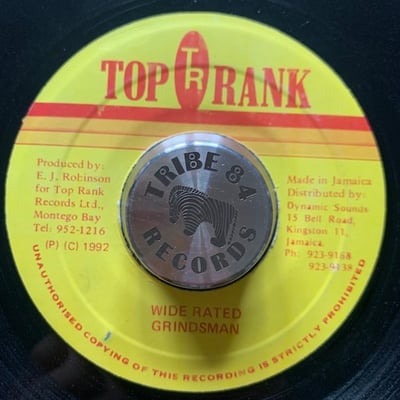 TOP TR RANK
Produced by:
E. J. Robinson
for Top Rank
Records Ltd.,
Montego Bay
Tel: 952-1216
(P) (C) 1992
TRIBE·84
RECORDS
Made in Jamaica
Distributed by:
Dynamic Sounds
15 Bell Road,
Kingston 11,
Jamaica.
Ph: 923-9168
923-9138
WIDE RATED
GRINDSMAN
UNAUTHORISED COPYING OF THIS RECORDING IS STRICTLY PROHIBITED